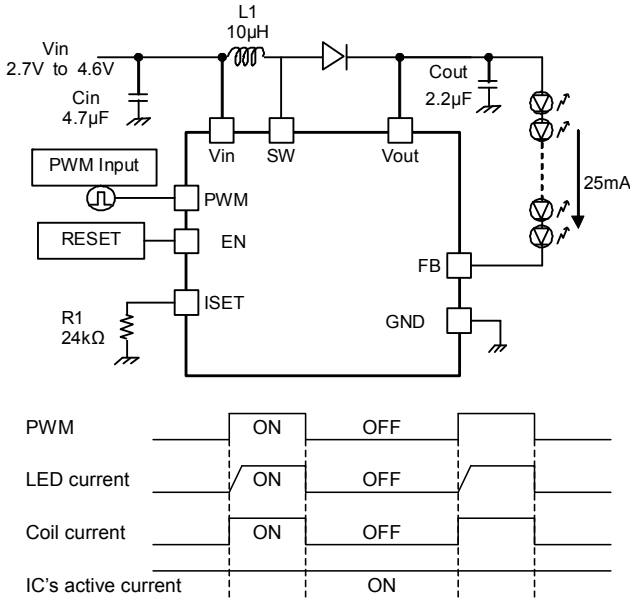 L1
10µH
Vin
2.7V to 4.6V
Cin
4.7µF
Cout
2.2µF
Vin
SW
Vout
PWM Input
PWM
25mA
RESET
EN
FB
ISET
GND
R1
24kΩ
PWM
ON
OFF
LED current
ON
OFF
Coil current
ON
OFF
IC's active current
ON